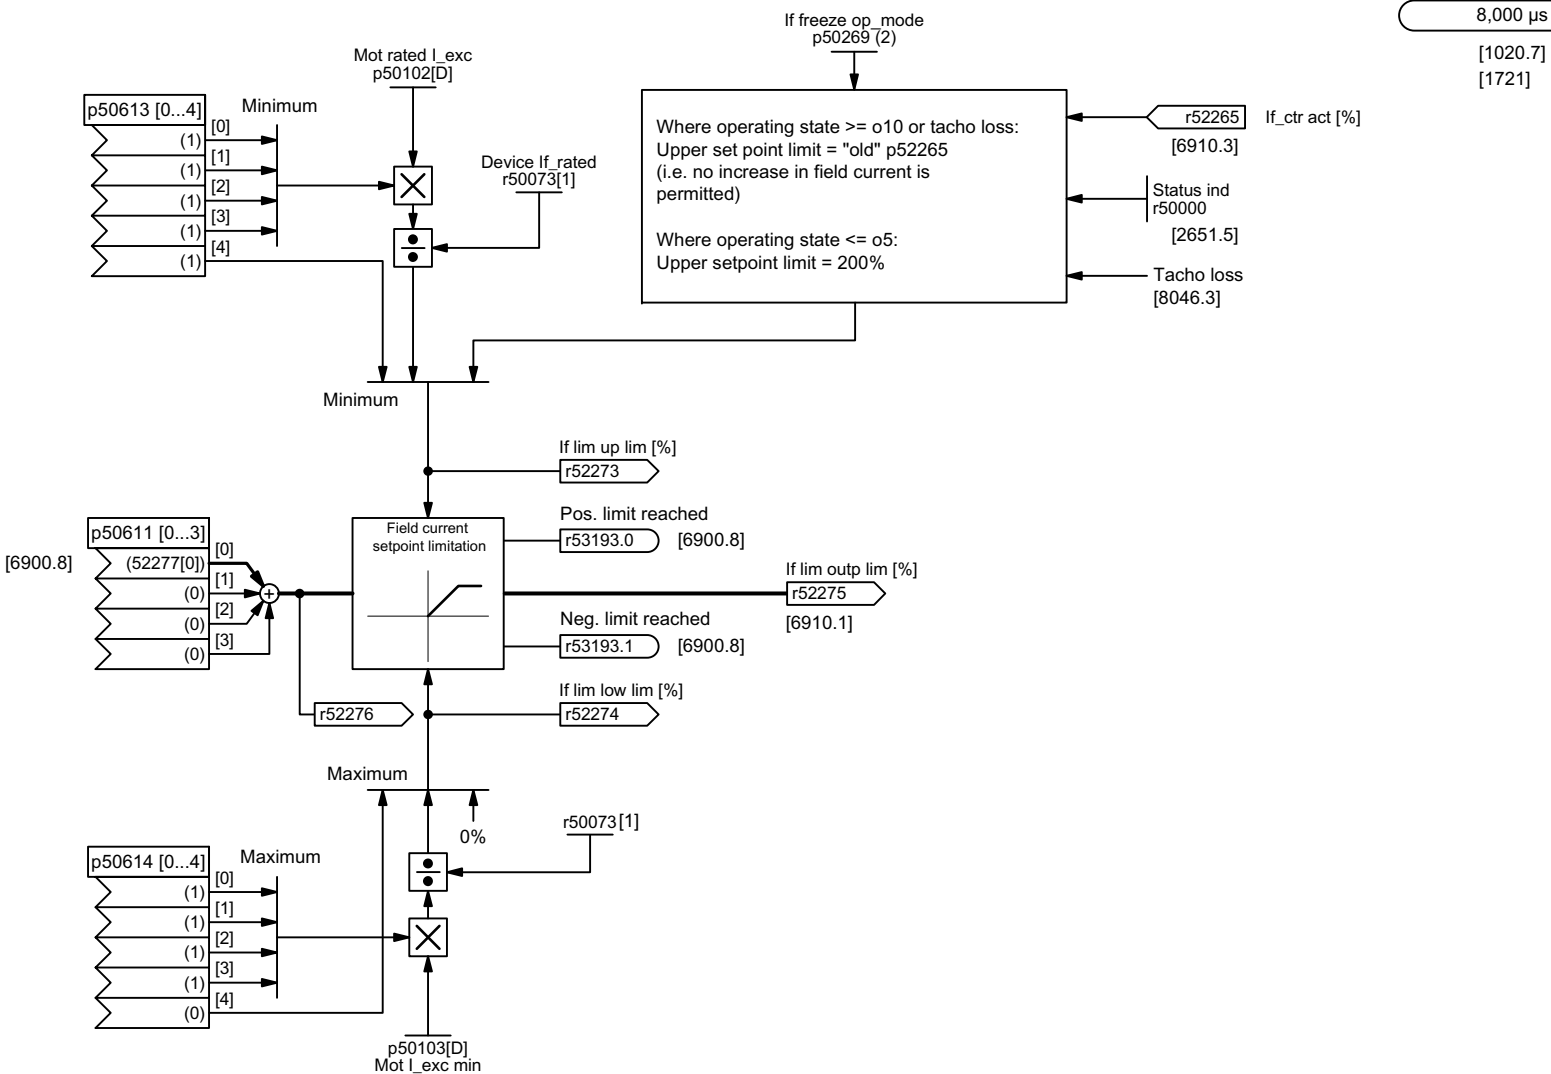 8,000 µs
[1020.7]
[1721]
If freeze op_mode
p50269 (2)
Mot rated I_exc
p50102[D]
p50613 [0...4]
Minimum
[0]
(1)
[1]
(1)
[2]
(1)
[3]
(1)
[4]
(1)
Device If_rated
r50073[1]
Where operating state >= o10 or tacho loss:
Upper set point limit = "old" p52265
(i.e. no increase in field current is
permitted)
Where operating state <= o5:
Upper setpoint limit = 200%
r52265
If_ctr act [%]
[6910.3]
Status ind
r50000
[2651.5]
Tacho loss
[8046.3]
Minimum
If lim up lim [%]
r52273
Pos. limit reached
r53193.0
[6900.8]
Field current
setpoint limitation
p50611 [0...3]
[6900.8]
[0]
(52277[0])
[1]
(0)
[2]
(0)
[3]
(0)
+
If lim outp lim [%]
r52275
[6910.1]
Neg. limit reached
r53193.1
[6900.8]
If lim low lim [%]
r52274
r52276
Maximum
0%
r50073 [1]
p50614 [0...4]
Maximum
[0]
(1)
[1]
(1)
[2]
(1)
[3]
(1)
[4]
(0)
p50103[D]
Mot I_exc min